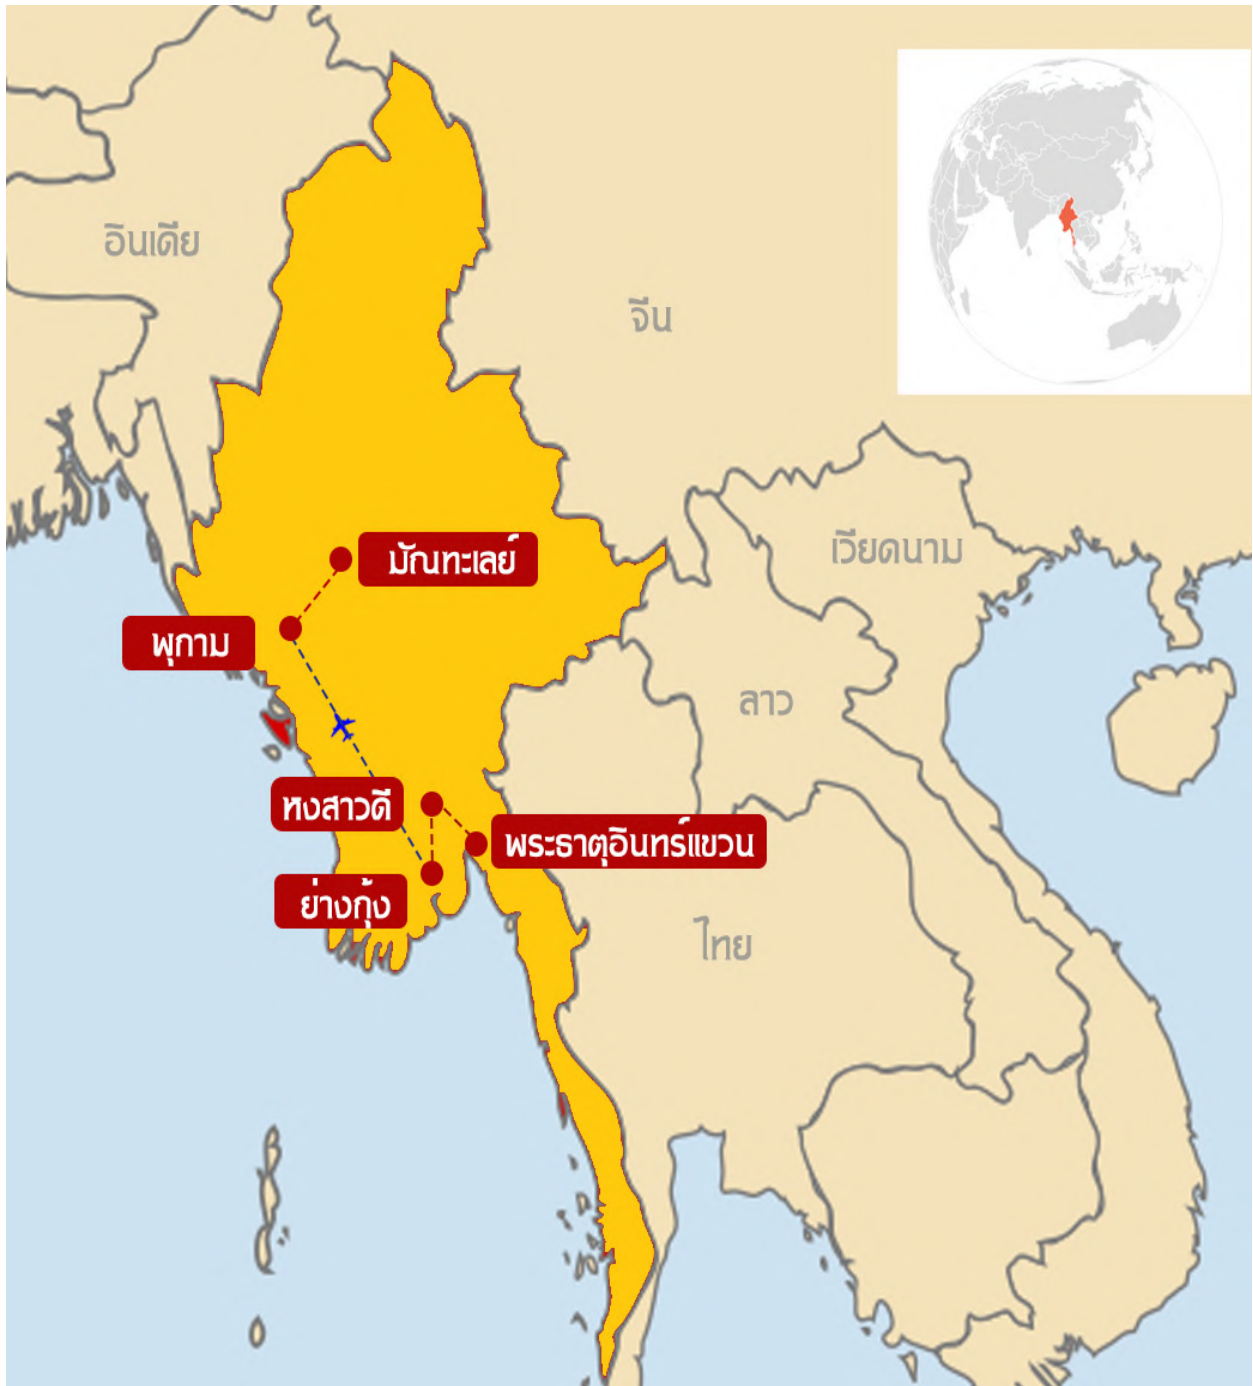 อินเดีย
จีน
มัณฑะเลย์
เวียดนาม
พุกาม
ลาว
หงสาวดี
พระธาตุอินทร์แขวน
ย่างกุ้ง
ไทย